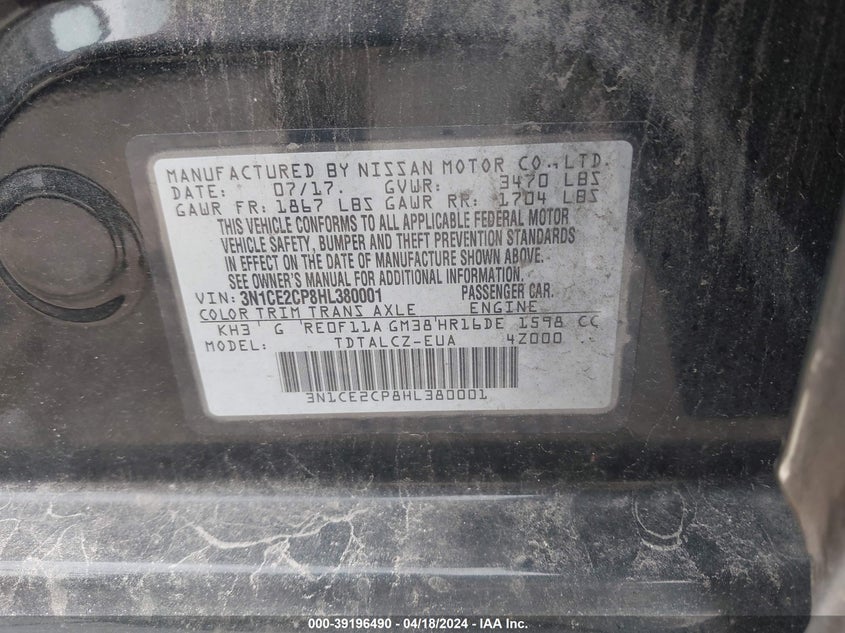 MANUFACTURED BY NISSAN MOTOR CO., LTD.
DATE: 07/17. GVWR: 3470 LBS
GAWR FR: 1867 LBS GAWR RR: 1704 LBS
THIS VEHICLE CONFORMS TO ALL APPLICABLE FEDERAL MOTOR
VEHICLE SAFETY, BUMPER AND THEFT PREVENTION STANDARDS
IN EFFECT ON THE DATE OF MANUFACTURE SHOWN ABOVE.
SEE OWNER'S MANUAL FOR ADDITIONAL INFORMATION.
VIN: 3N1CE2CP8HL380001 PASSENGER CAR.
COLOR TRIM TRANS AXLE ENGINE
KH3 G RE0F11A GM38 HR16DE 1598 CC
MODEL: TDTALCZ-EUA 4Z000
3N1CE2CP8HL380001
000-39196490 - 04/18/2024 - IAA Inc.